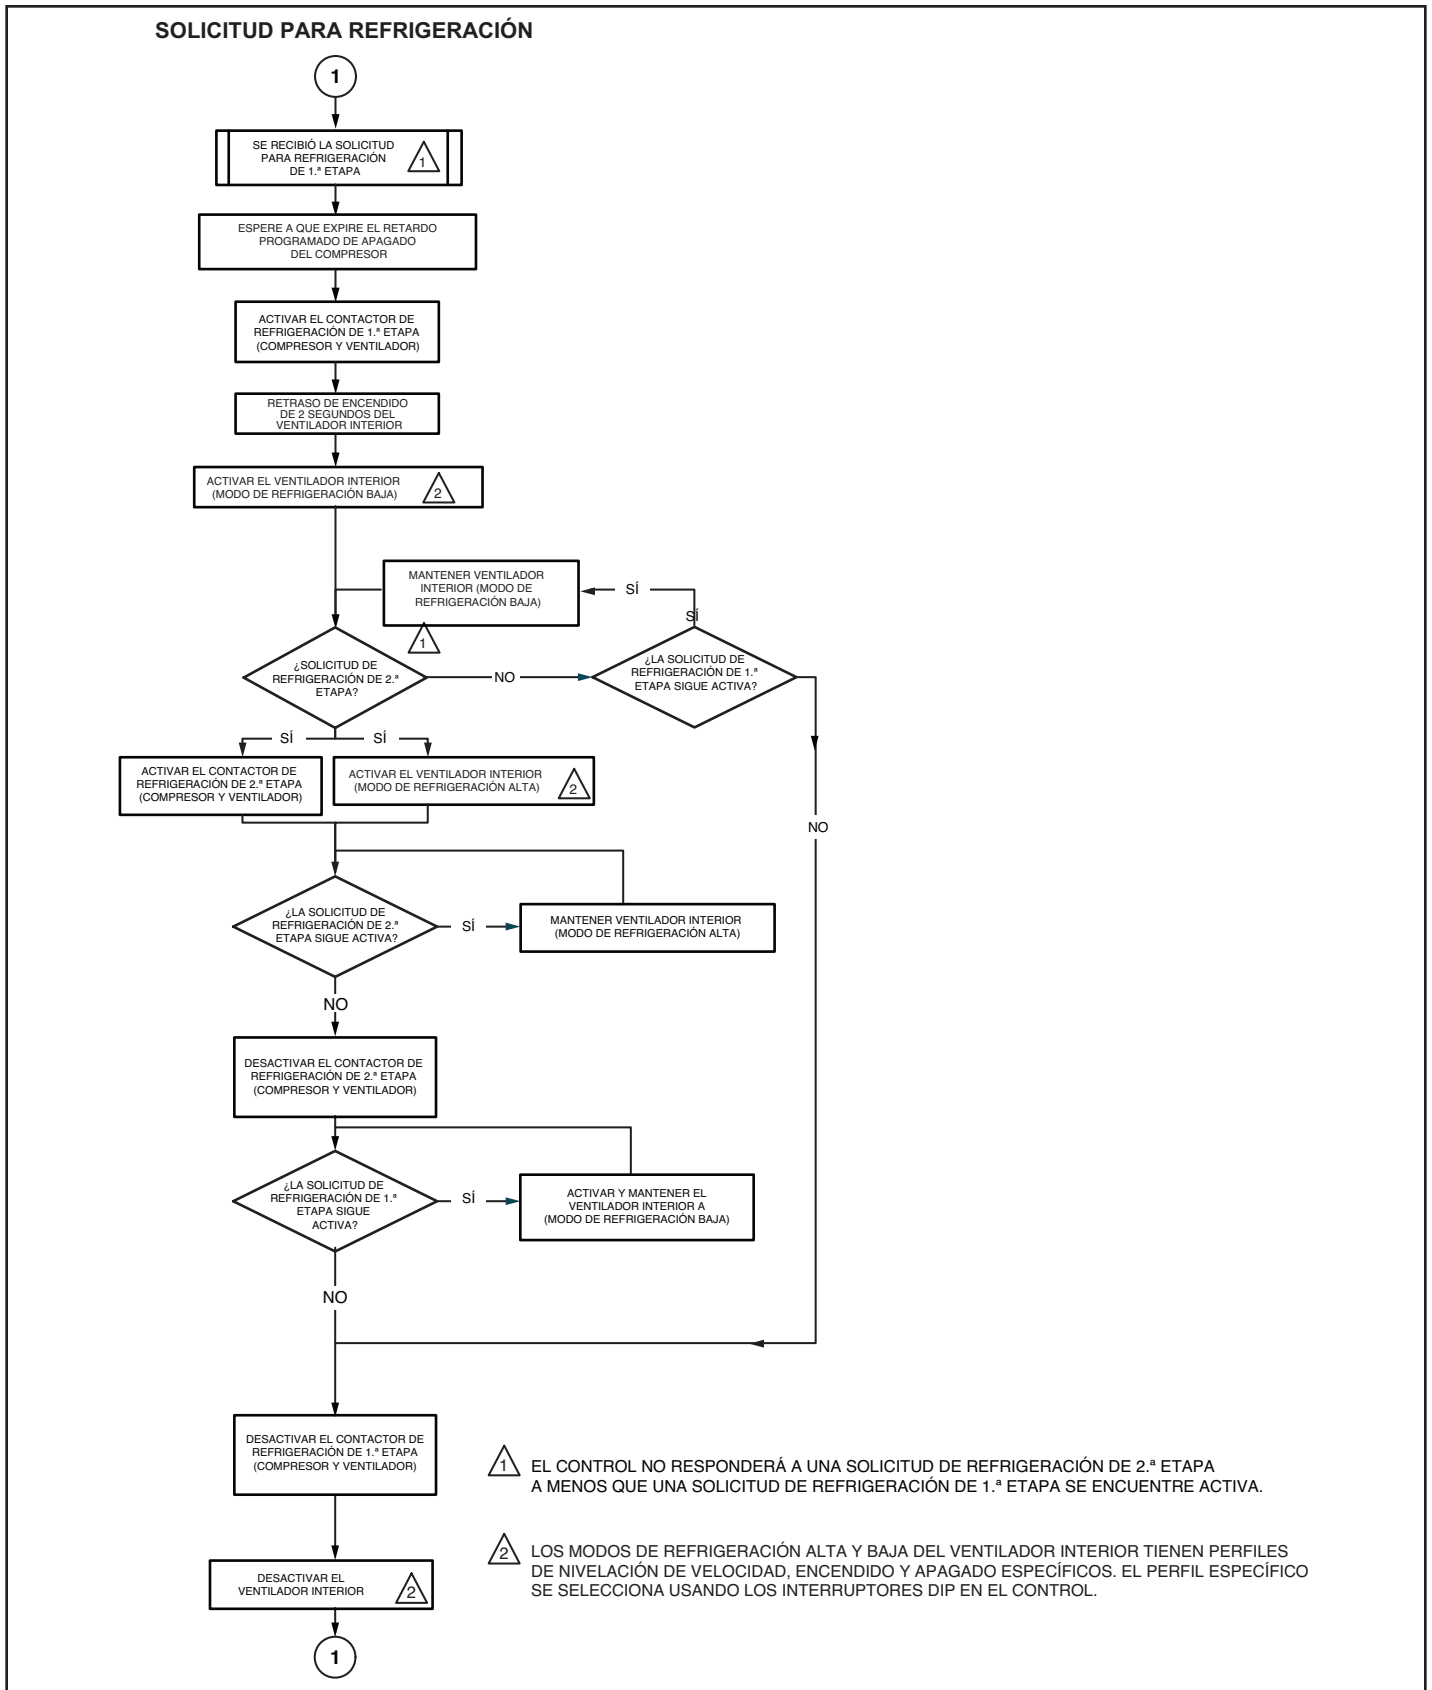 SOLICITUD PARA REFRIGERACIÓN
1
SE RECIBIÓ LA SOLICITUD
PARA REFRIGERACIÓN
DE 1.ª ETAPA
1
ESPERE A QUE EXPIRE EL RETARDO
PROGRAMADO DE APAGADO
DEL COMPRESOR
ACTIVAR EL CONTACTOR DE
REFRIGERACIÓN DE 1.ª ETAPA
(COMPRESOR Y VENTILADOR)
RETRASO DE ENCENDIDO
DE 2 SEGUNDOS DEL
VENTILADOR INTERIOR
ACTIVAR EL VENTILADOR INTERIOR
(MODO DE REFRIGERACIÓN BAJA)
2
MANTENER VENTILADOR
INTERIOR (MODO DE
REFRIGERACIÓN BAJA)
1
SÍ
SÍ
¿SOLICITUD DE
REFRIGERACIÓN DE 2.ª
ETAPA?
NO
¿LA SOLICITUD DE
REFRIGERACIÓN DE 1.ª
ETAPA SIGUE ACTIVA?
SÍ
SÍ
ACTIVAR EL CONTACTOR DE
REFRIGERACIÓN DE 2.ª ETAPA
(COMPRESOR Y VENTILADOR)
ACTIVAR EL VENTILADOR INTERIOR
(MODO DE REFRIGERACIÓN ALTA)
2
NO
¿LA SOLICITUD DE
REFRIGERACIÓN DE 2.ª
ETAPA SIGUE ACTIVA?
SÍ
MANTENER VENTILADOR INTERIOR
(MODO DE REFRIGERACIÓN ALTA)
NO
DESACTIVAR EL CONTACTOR DE
REFRIGERACIÓN DE 2.ª ETAPA
(COMPRESOR Y VENTILADOR)
¿LA SOLICITUD DE
REFRIGERACIÓN DE 1.ª
ETAPA SIGUE
ACTIVA?
SÍ
ACTIVAR Y MANTENER EL
VENTILADOR INTERIOR A
(MODO DE REFRIGERACIÓN BAJA)
NO
DESACTIVAR EL CONTACTOR DE
REFRIGERACIÓN DE 1.ª ETAPA
(COMPRESOR Y VENTILADOR)
DESACTIVAR EL
VENTILADOR INTERIOR
2
1
1 EL CONTROL NO RESPONDERÁ A UNA SOLICITUD DE REFRIGERACIÓN DE 2.ª ETAPA
A MENOS QUE UNA SOLICITUD DE REFRIGERACIÓN DE 1.ª ETAPA SE ENCUENTRE ACTIVA.
2 LOS MODOS DE REFRIGERACIÓN ALTA Y BAJA DEL VENTILADOR INTERIOR TIENEN PERFILES
DE NIVELACIÓN DE VELOCIDAD, ENCENDIDO Y APAGADO ESPECÍFICOS. EL PERFIL ESPECÍFICO
SE SELECCIONA USANDO LOS INTERRUPTORES DIP EN EL CONTROL.